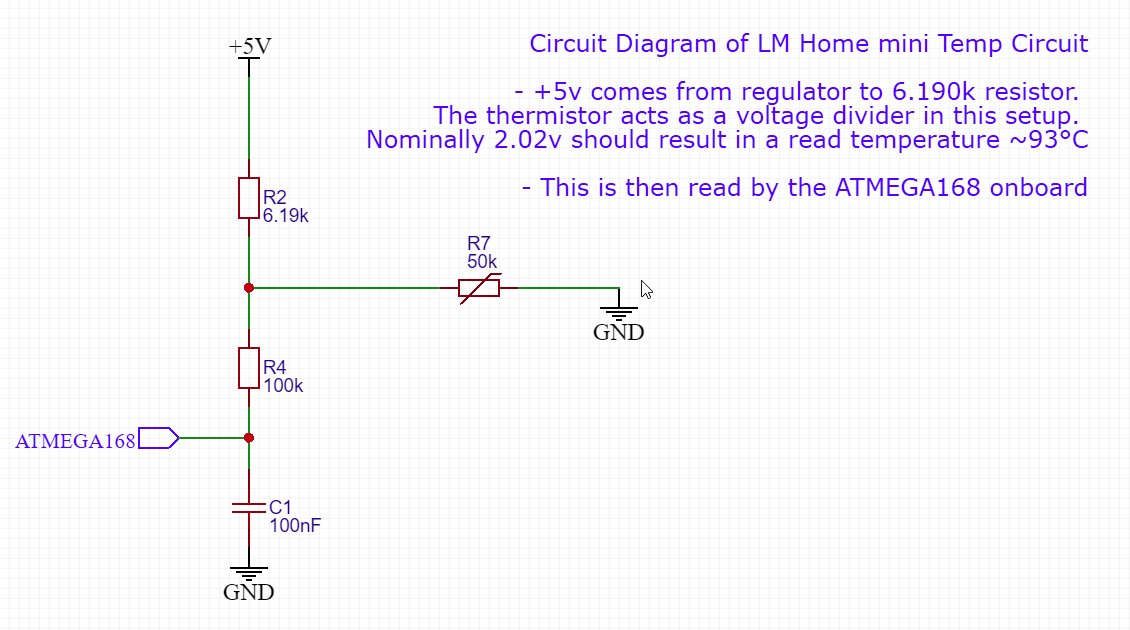 +5V
Circuit Diagram of LM Home mini Temp Circuit
- +5v comes from regulator to 6.190k resistor.
The thermistor acts as a voltage divider in this setup.
Nominally 2.02v should result in a read temperature ~93°C
- This is then read by the ATMEGA168 onboard
R2
6.19k
R7
50k
GND
R4
100k
ATMEGA168
C1
100nF
GND